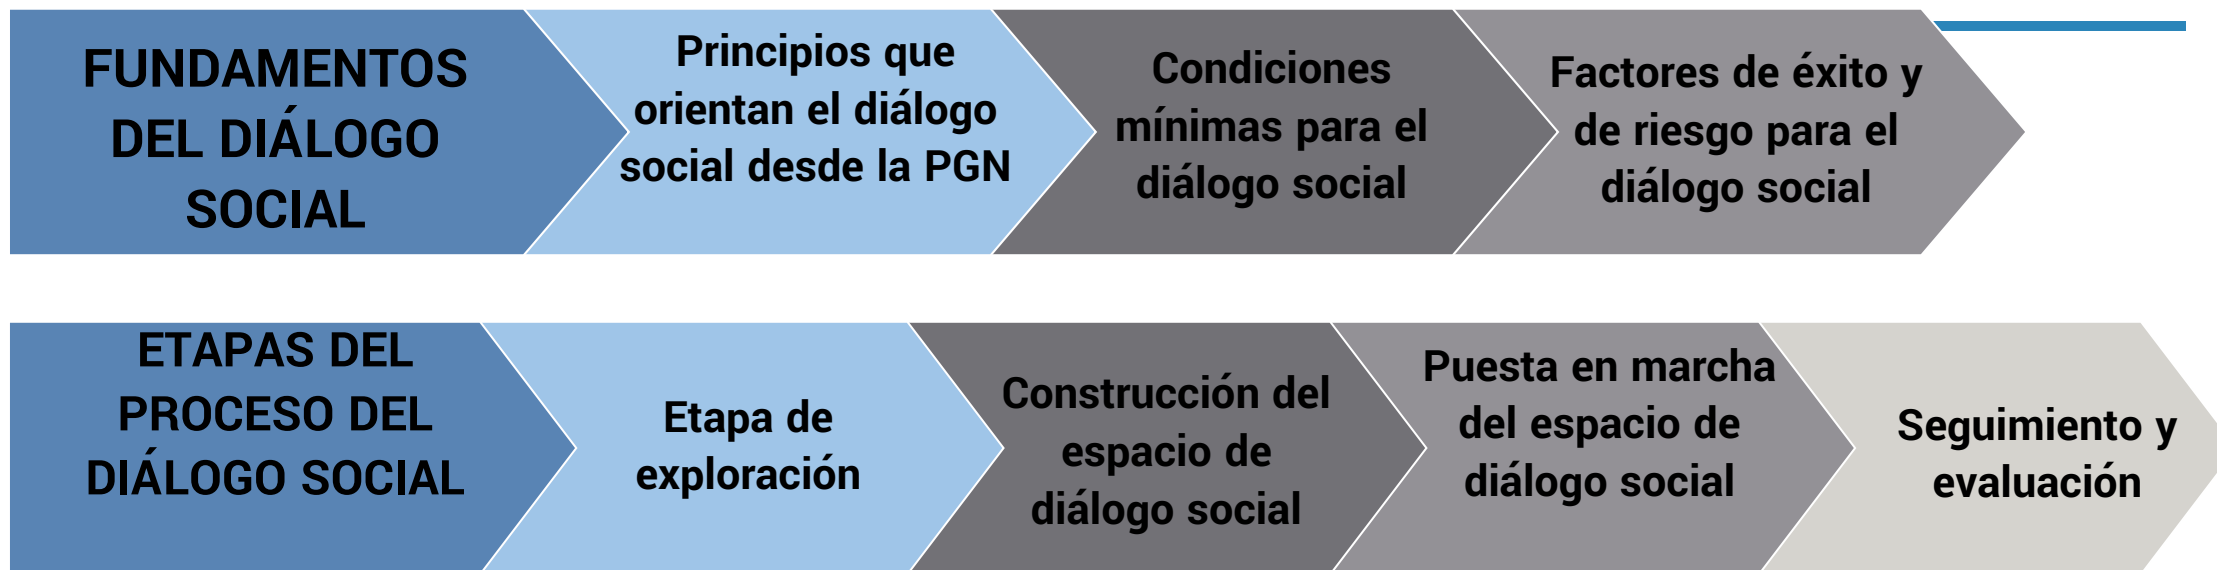 FUNDAMENTOS
DEL DIÁLOGO
SOCIAL
Principios que
orientan el diálogo
social desde la PGN
Condiciones
mínimas para el
diálogo social
Factores de éxito y
de riesgo para el
diálogo social
ETAPAS DEL
PROCESO DEL
DIÁLOGO SOCIAL
Etapa de
exploración
Construcción del
espacio de
diálogo social
Puesta en marcha
del espacio de
diálogo social
Seguimiento y
evaluación